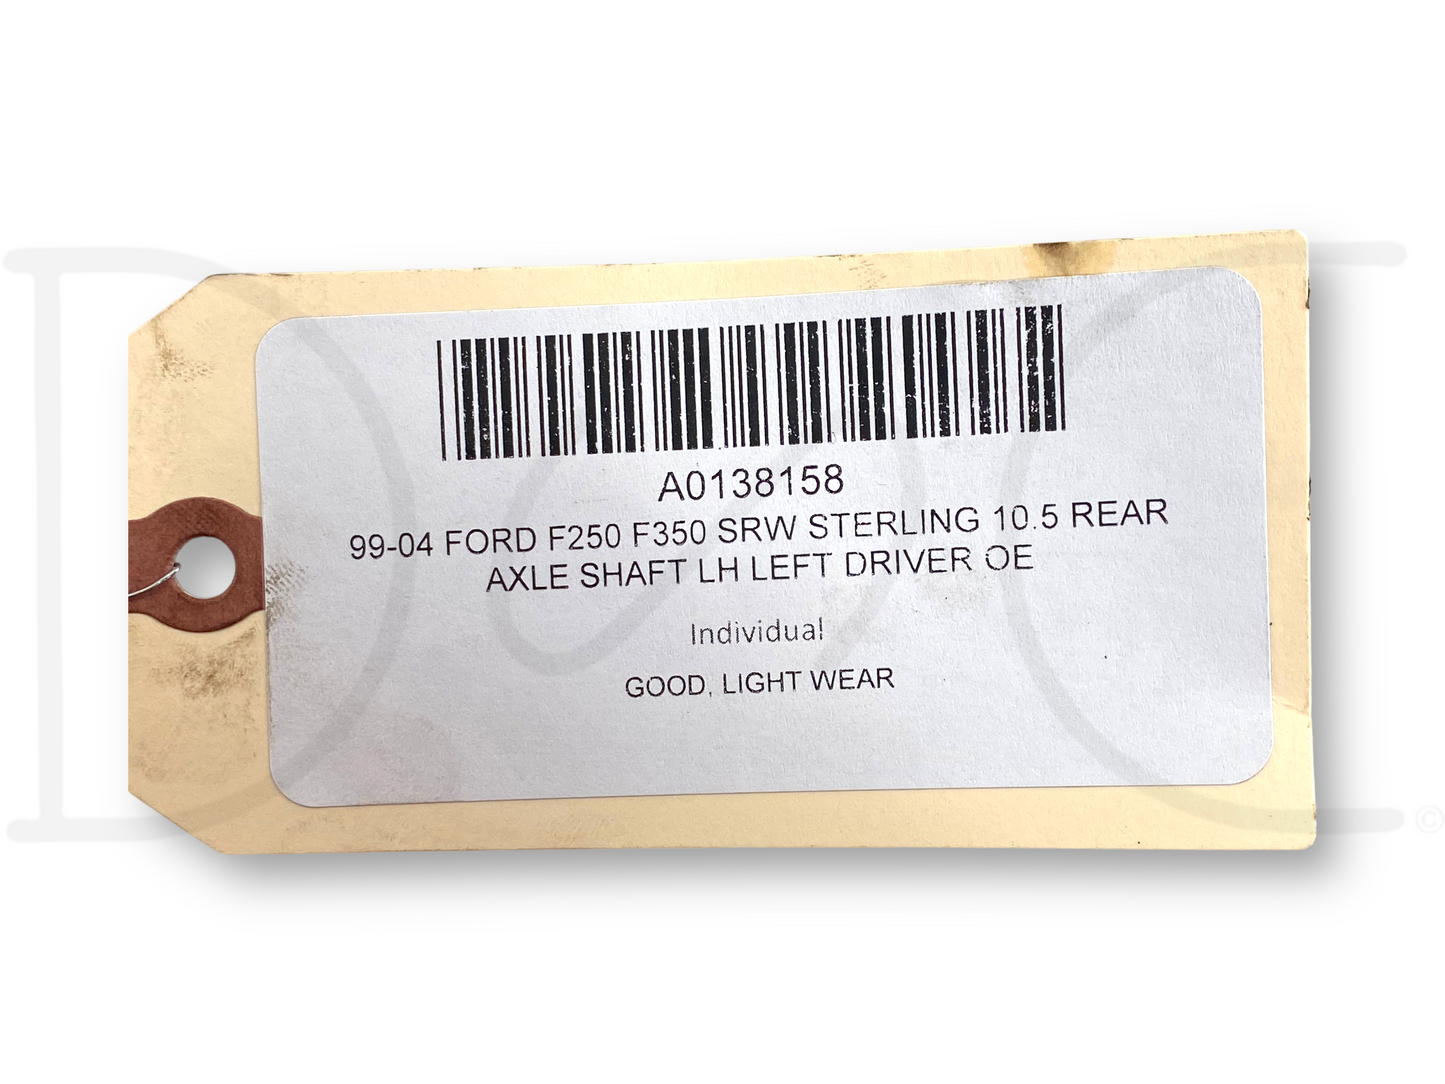 A0138158
99-04 FORD F250 F350 SRW STERLING 10.5 REAR
AXLE SHAFT LH LEFT DRIVER OE
Individual
GOOD, LIGHT WEAR
D&C
©